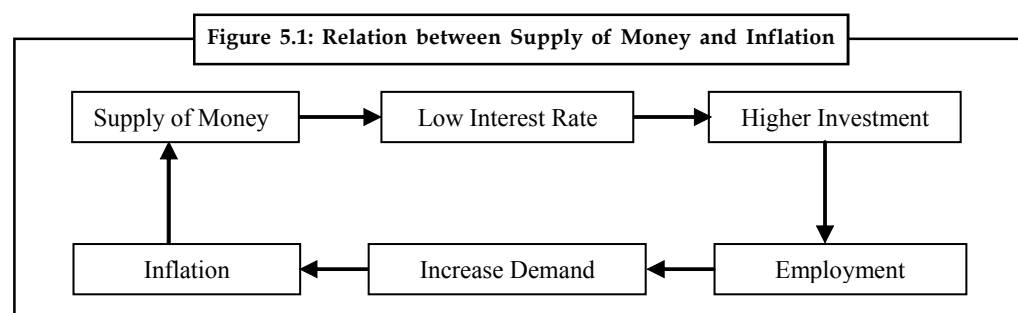 Figure 5.1: Relation between Supply of Money and Inflation
Supply of Money
Low Interest Rate
Higher Investment
Inflation
Increase Demand
Employment